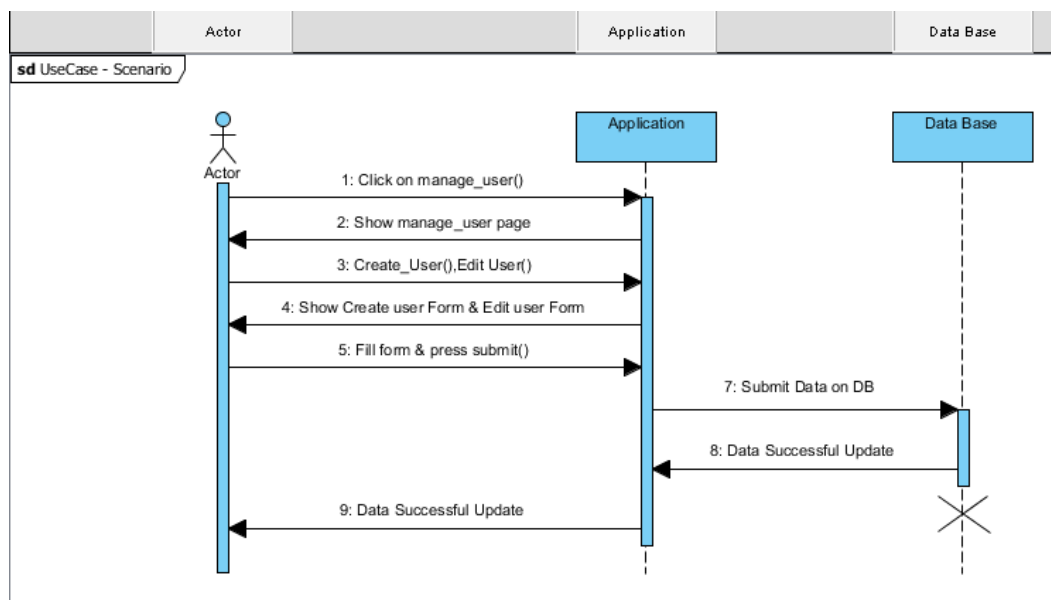 Actor
Application
Data Base
sd UseCase - Scenario
Application
Data Base
Actor
1: Click on manage_user()
2: Show manage_user page
3: Create_User(),Edit User()
4: Show Create user Form & Edit user Form
5: Fill form & press submit()
7: Submit Data on DB
8: Data Successful Update
9: Data Successful Update